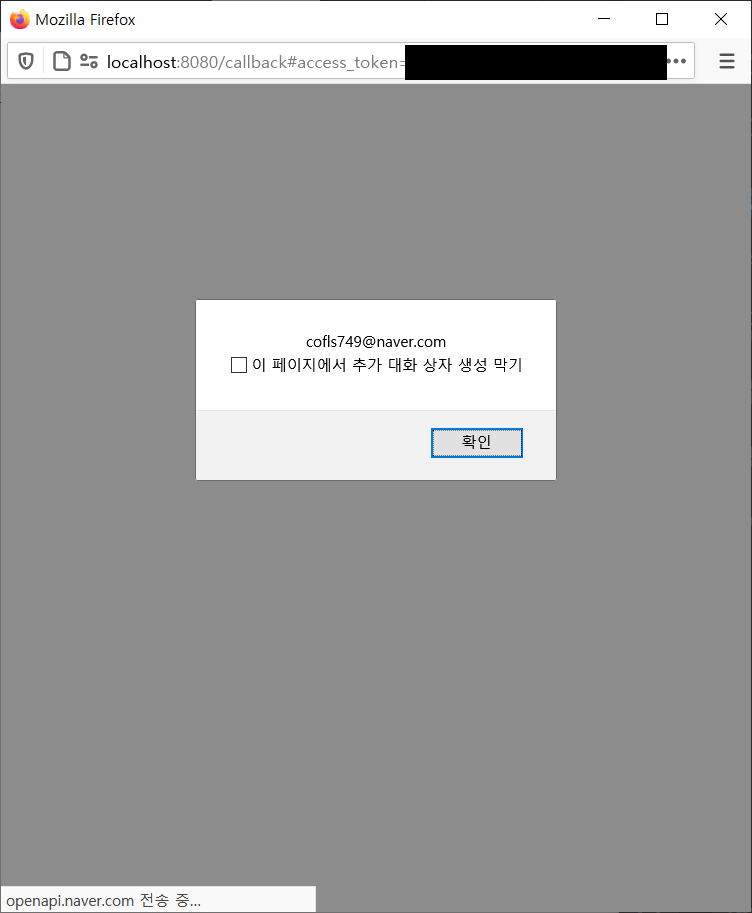 Mozilla Firefox
localhost:8080/callback#access_token=
cofls749@naver.com
이 페이지에서 추가 대화 상자 생성 막기
확인
openapi.naver.com 전송 중...